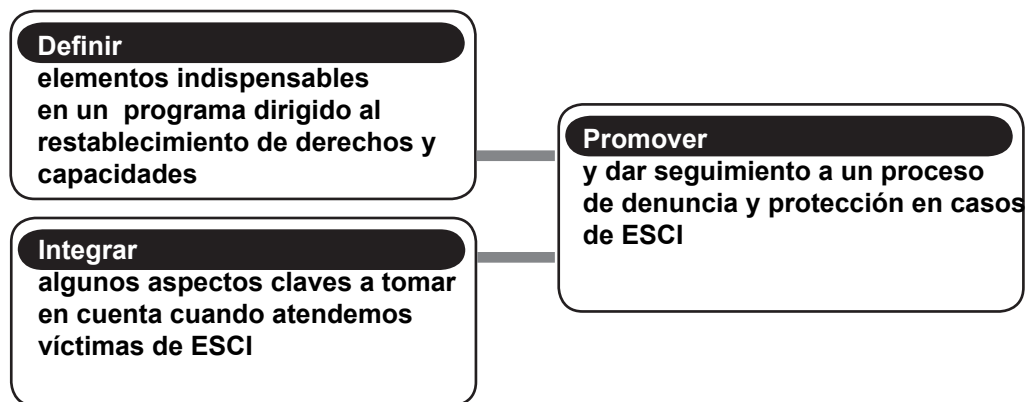 Definir
elementos indispensables
en un programa dirigido al
restablecimiento de derechos y
capacidades
Integrar
algunos aspectos claves a tomar
en cuenta cuando atendemos
víctimas de ESCI
Promover
y dar seguimiento a un proceso
de denuncia y protección en casos
de ESCI